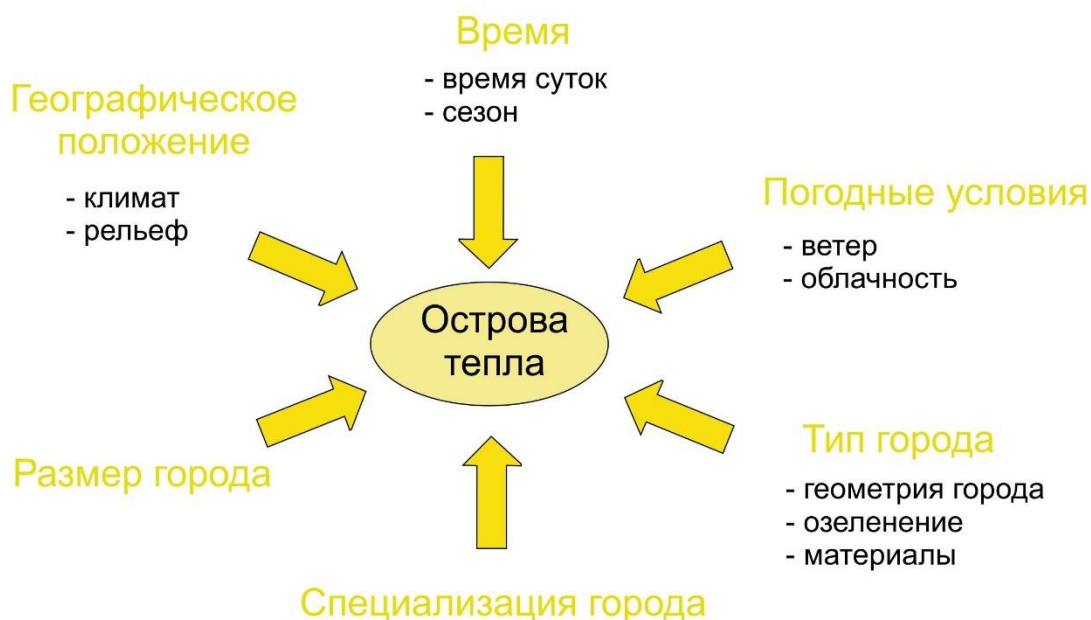 Время
- время суток
- сезон
Географическое
положение
- климат
- рельеф
Погодные условия
- ветер
- облачность
Острова
тепла
Размер города
Тип города
- геометрия города
- озеленение
- материалы
Специализация города